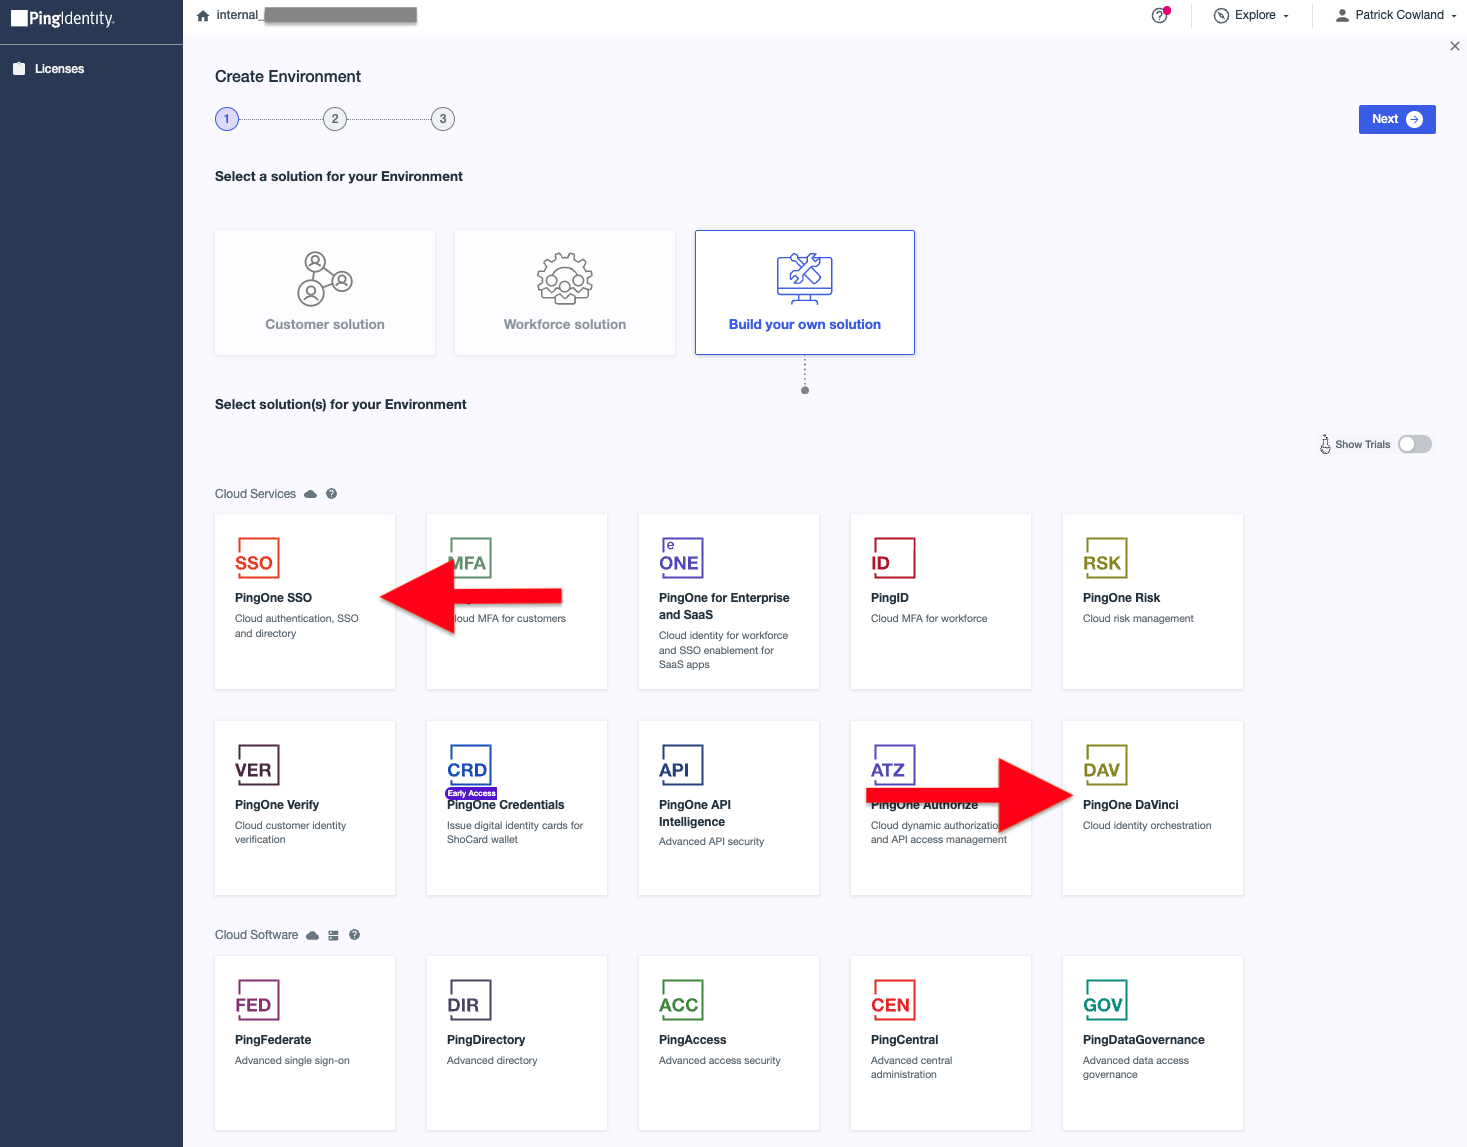 PingIdentity.
internal_
Explore
Patrick Cowland
Licenses
Create Environment
1
2
3
Next
Select a solution for your Environment
Customer solution
Workforce solution
Build your own solution
Select solution(s) for your Environment
Show Trials
Cloud Services
SSO
PingOne SSO
Cloud authentication, SSO
and directory
MFA
Cloud MFA for customers
e
ONE
PingOne for Enterprise
and SaaS
Cloud identity for workforce
and SSO enablement for
SaaS apps
ID
PingID
Cloud MFA for workforce
RSK
PingOne Risk
Cloud risk management
VER
PingOne Verify
Cloud customer identity
verification
CRD
Early Access
PingOne Credentials
Issue digital identity cards for
ShoCard wallet
API
PingOne API
Intelligence
Advanced API security
ATZ
PingOne Authorize
Cloud dynamic authorization
and API access management
DAV
PingOne DaVinci
Cloud identity orchestration
Cloud Software
FED
PingFederate
Advanced single sign-on
DIR
PingDirectory
Advanced directory
ACC
PingAccess
Advanced access security
CEN
PingCentral
Advanced central
administration
GOV
PingDataGovernance
Advanced data access
governance